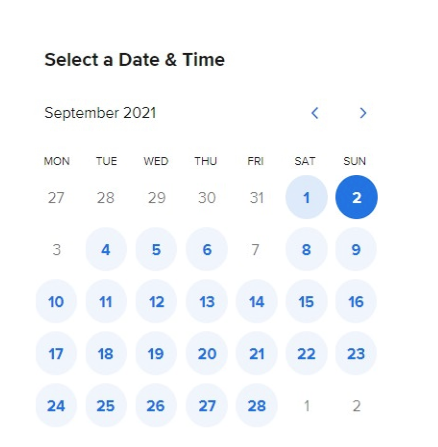 Select a Date & Time
September 2021
MON TUE WED THU FRI SAT SUN
27 28 29 30 31 1 2
3 4 5 6 7 8 9
10 11 12 13 14 15 16
17 18 19 20 21 22 23
24 25 26 27 28 1 2